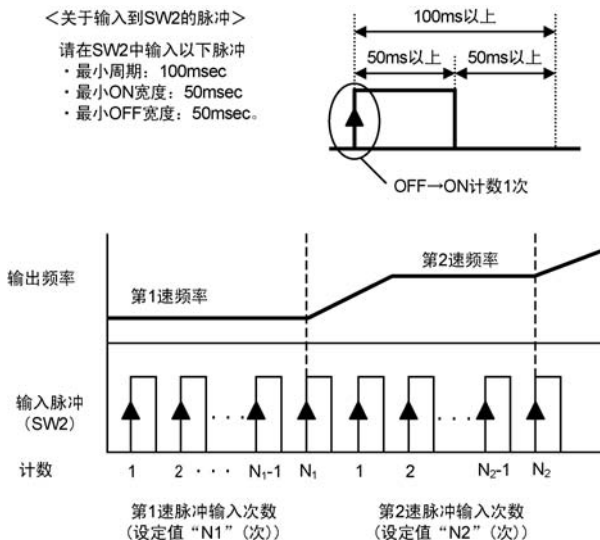 ＜关于输入到SW2的脉冲＞
请在SW2中输入以下脉冲
・最小周期：100msec
・最小ON宽度：50msec
・最小OFF宽度：50msec。
100ms以上
50ms以上 50ms以上
OFF→ON计数1次
输出频率
第1速频率
第2速频率
输入脉冲
（SW2）
･･･ ･･･
计数 1 2 ･･･ N₁-1 N₁ 1 2 N₂-1 N₂
第1速脉冲输入次数
（设定值“N1”（次））
第2速脉冲输入次数
（设定值“N2”（次））